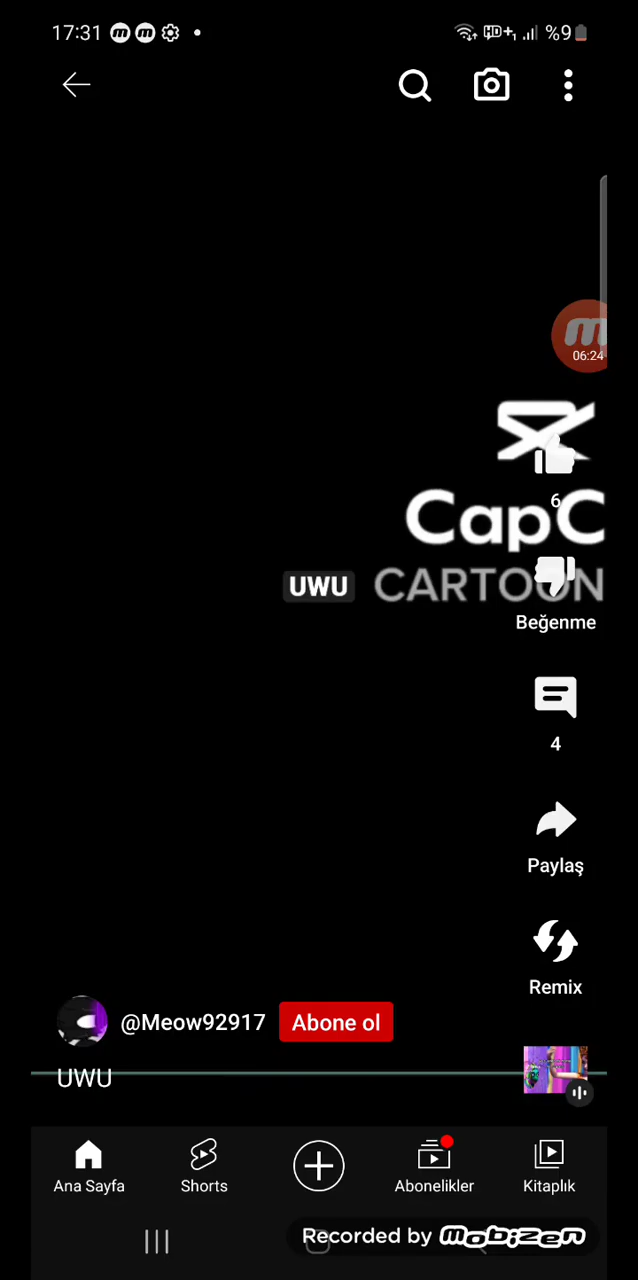 17:31 %9
06:24
6
CapC
UWU CARTOON
Beğenme
4
Paylaş
Remix
@Meow92917 Abone ol
UWU
Ana Sayfa Shorts Abonelikler Kitaplık
Recorded by mobizen